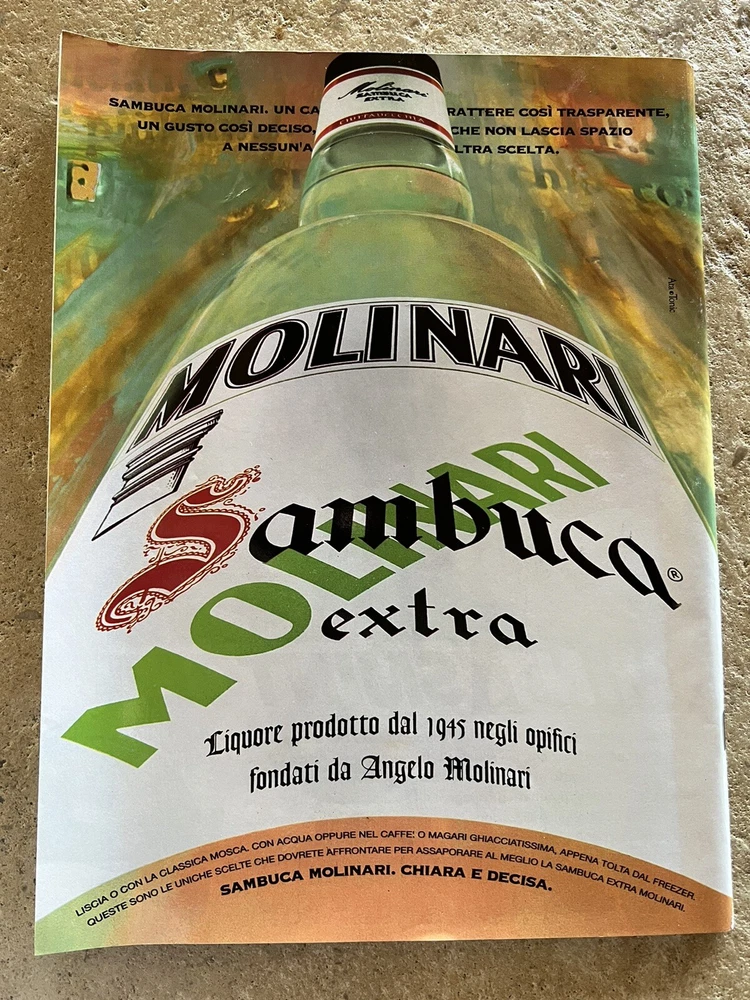 Molinari
SAMBUCA
EXTRA
CIVITAVECCHIA
SAMBUCA MOLINARI. UN CA RATTERE COSÌ TRASPARENTE,
UN GUSTO COSÌ DECISO, CHE NON LASCIA SPAZIO
A NESSUN'A LTRA SCELTA.
MOLINARI
MOLINARI
Sambuca®
extra
Liquore prodotto dal 1945 negli opifici
fondati da Angelo Molinari
LISCIA O CON LA CLASSICA MOSCA. CON ACQUA OPPURE NEL CAFFE'. O MAGARI GHIACCIATISSIMA, APPENA TOLTA DAL FREEZER.
QUESTE SONO LE UNICHE SCELTE CHE DOVRETE AFFRONTARE PER ASSAPORARE AL MEGLIO LA SAMBUCA EXTRA MOLINARI.
SAMBUCA MOLINARI. CHIARA E DECISA.